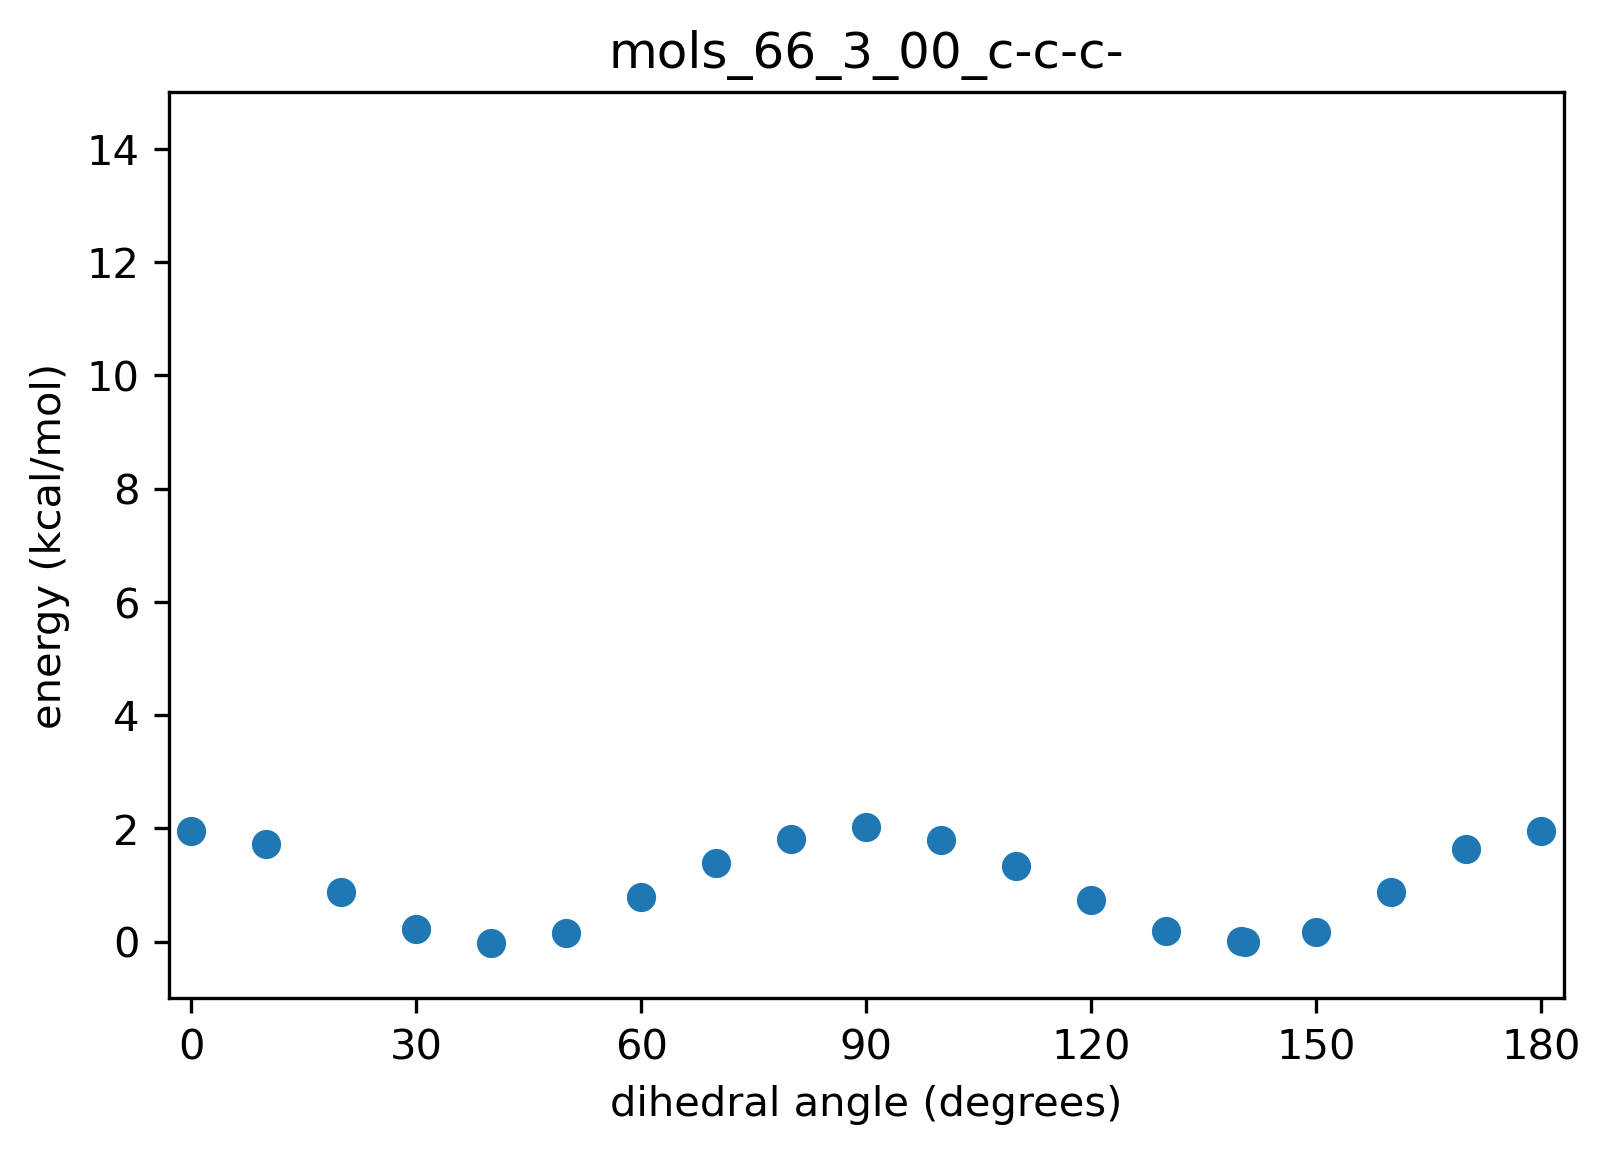 mols_66_3_00_c-c-c-
14
12
10
8
6
4
2
0
energy (kcal/mol)
0 30 60 90 120 150 180
dihedral angle (degrees)